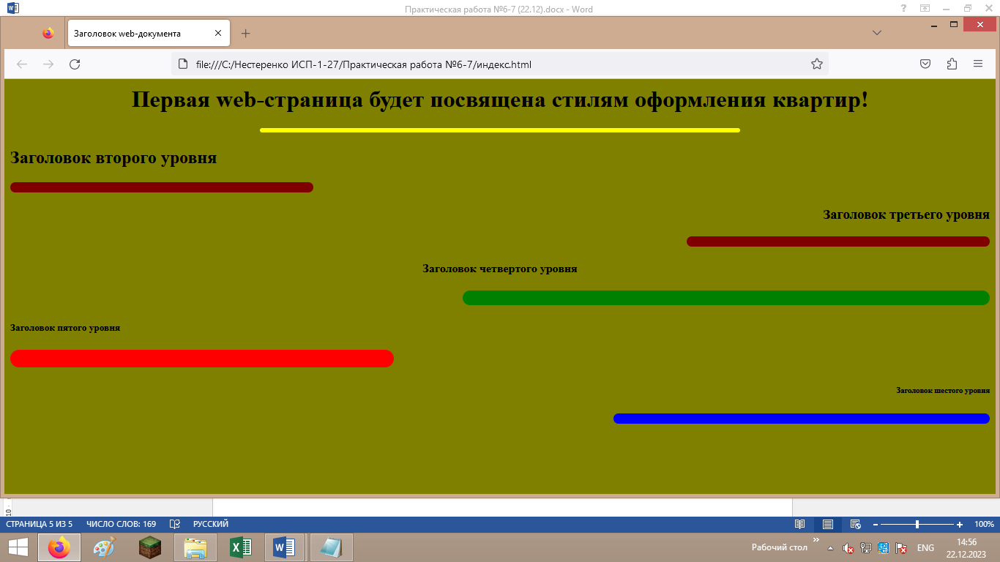 Практическая работа №6-7 (22.12).docx - Word
Заголовок web-документа
file:///C:/Нестеренко ИСП-1-27/Практическая работа №6-7/индекс.html
Первая web-страница будет посвящена стилям оформления квартир!
Заголовок второго уровня
Заголовок третьего уровня
Заголовок четвертого уровня
Заголовок пятого уровня
Заголовок шестого уровня
10
СТРАНИЦА 5 ИЗ 5 ЧИСЛО СЛОВ: 169 РУССКИЙ 100%
Рабочий стол ENG 14:56
22.12.2023